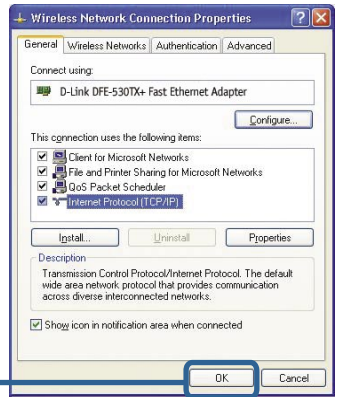 Wireless Network Connection Properties
General Wireless Networks Authentication Advanced
Connect using:
D-Link DFE-530TX+ Fast Ethernet Adapter
Configure...
This connection uses the following items:
Client for Microsoft Networks
File and Printer Sharing for Microsoft Networks
QoS Packet Scheduler
Internet Protocol (TCP/IP)
Install... Uninstall Properties
Description
Transmission Control Protocol/Internet Protocol. The default
wide area network protocol that provides communication
across diverse interconnected networks.
Show icon in notification area when connected
OK Cancel